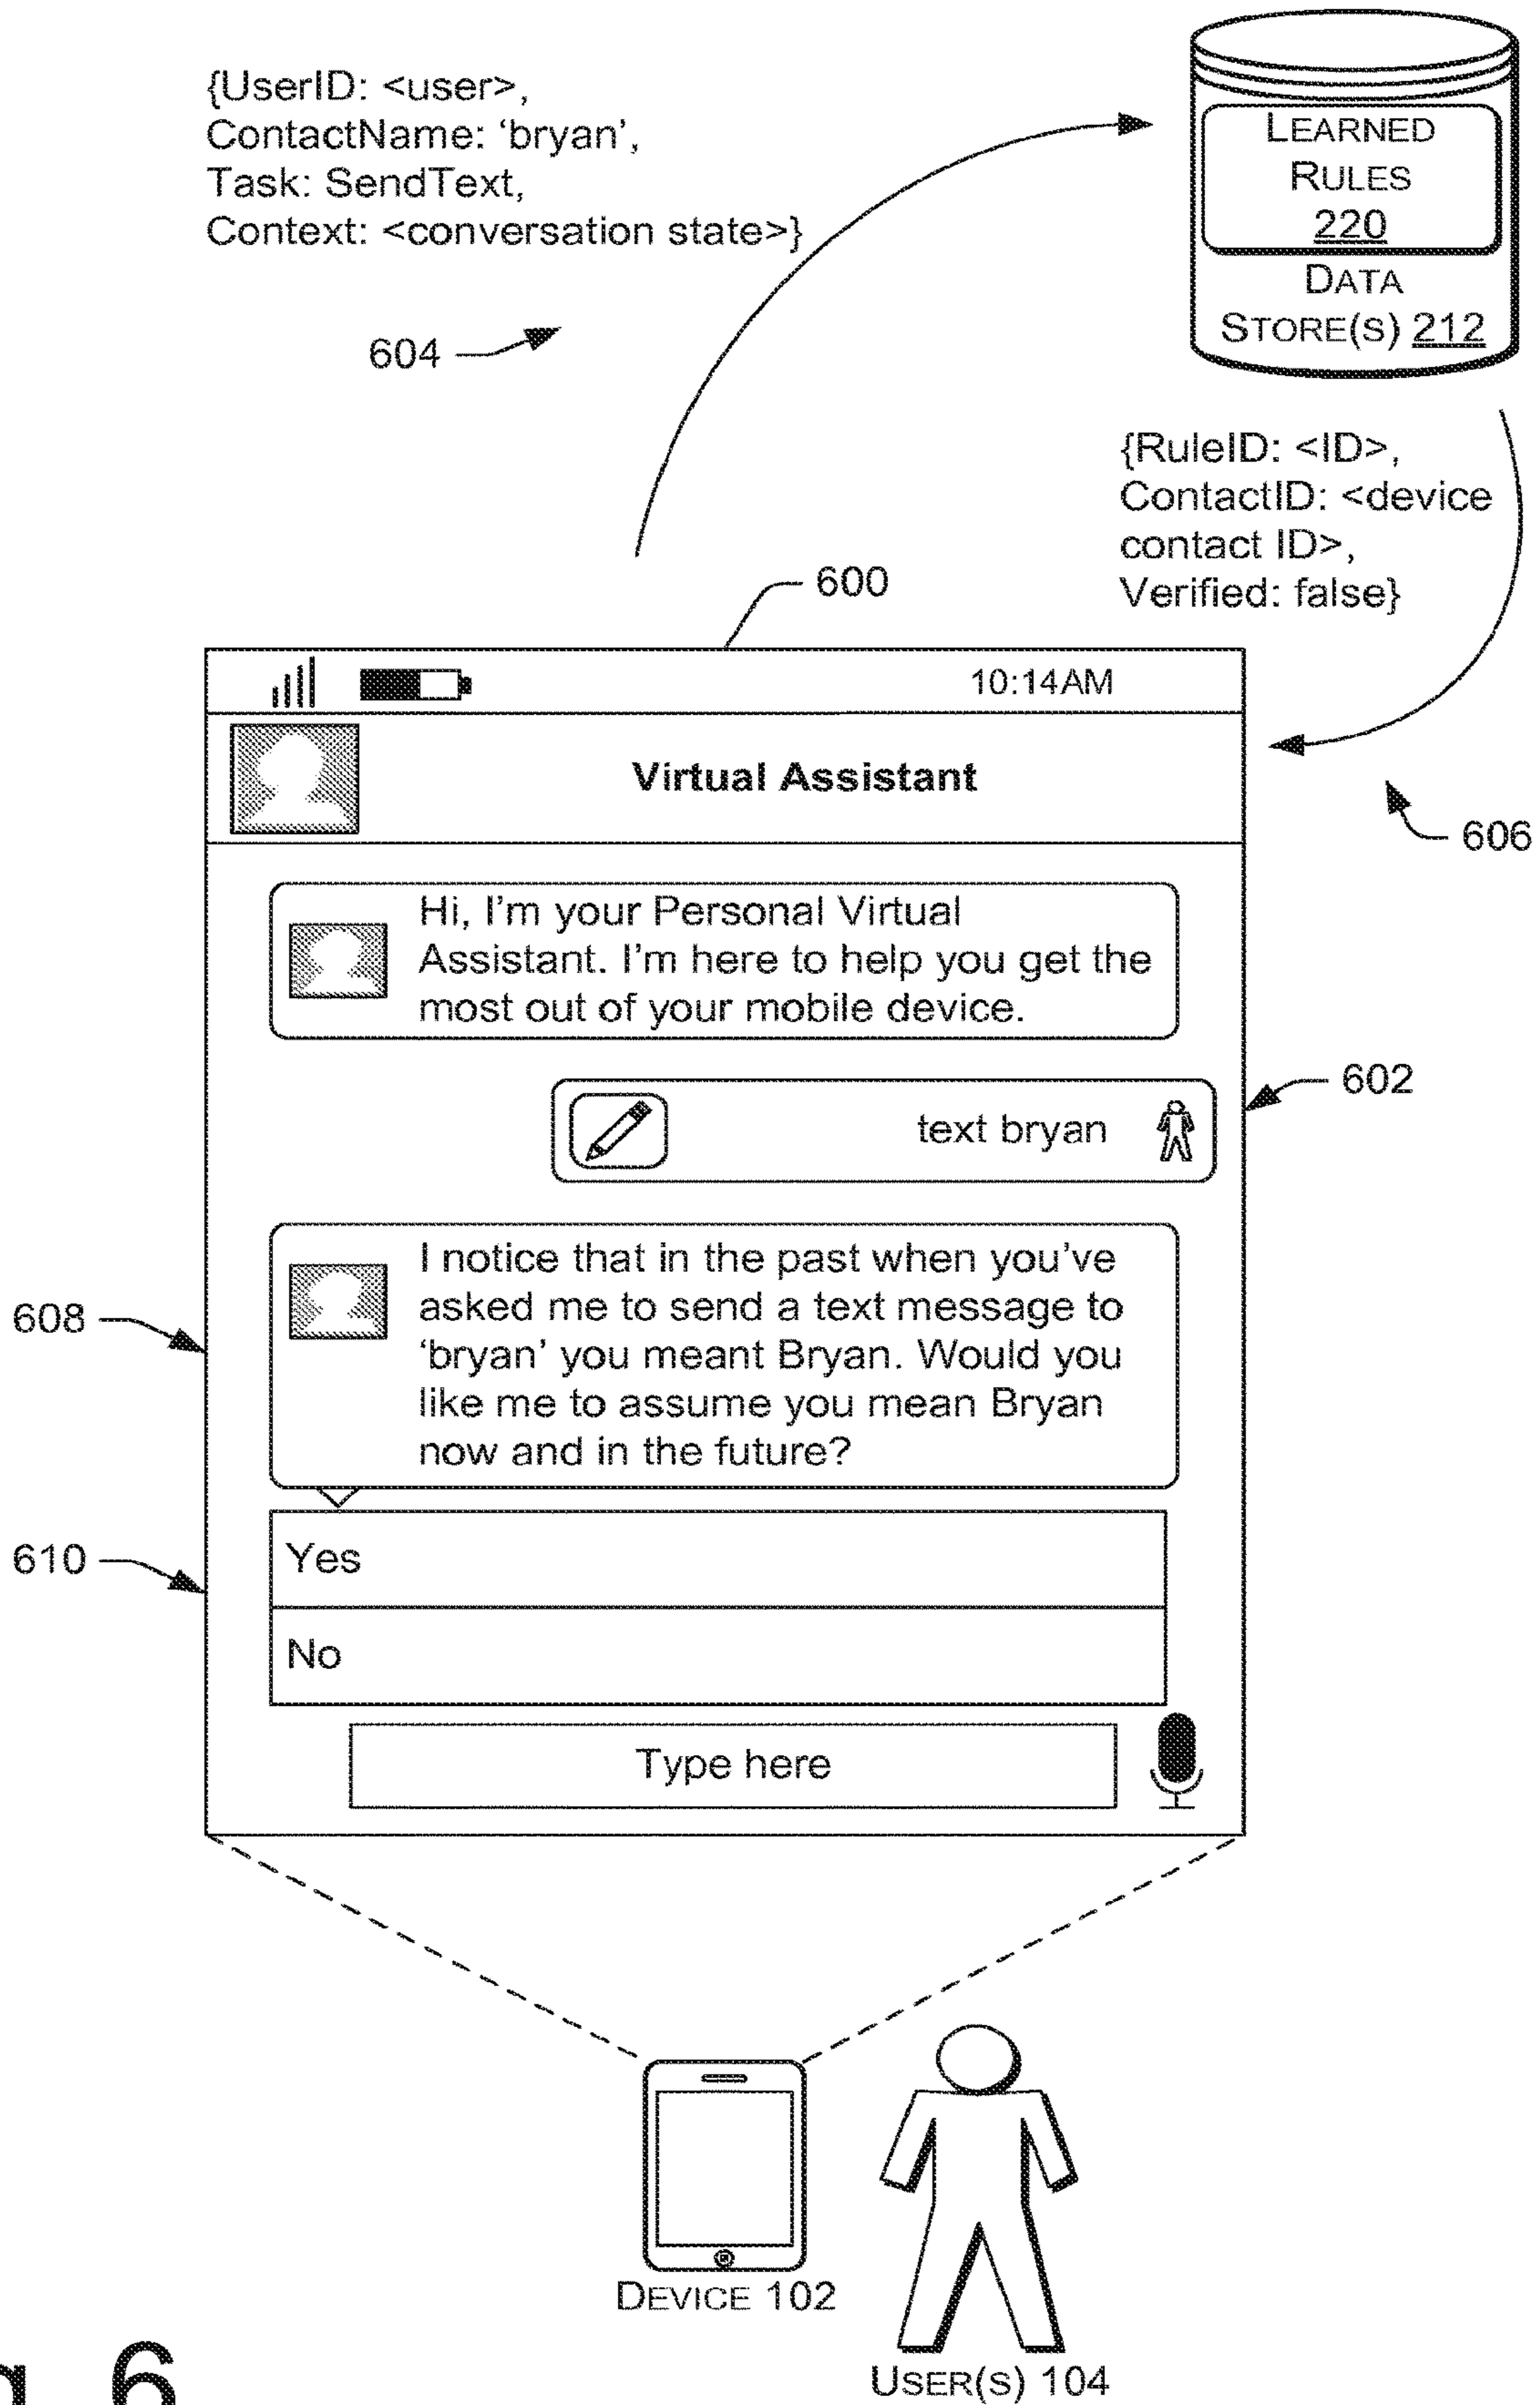 {UserID: <user>,
ContactName: ‘bryan’,
Task: SendText,
Context: <conversation state>}
LEARNED
RULES
220
DATA
STORE(S) 212
604
{RuleID: <ID>,
ContactID: <device
contact ID>,
Verified: false}
600
10:14AM
Virtual Assistant
606
Hi, I’m your Personal Virtual
Assistant. I’m here to help you get the
most out of your mobile device.
602
text bryan
608
I notice that in the past when you’ve
asked me to send a text message to
‘bryan’ you meant Bryan. Would you
like me to assume you mean Bryan
now and in the future?
610
Yes
No
Type here
DEVICE 102
USER(S) 104
6